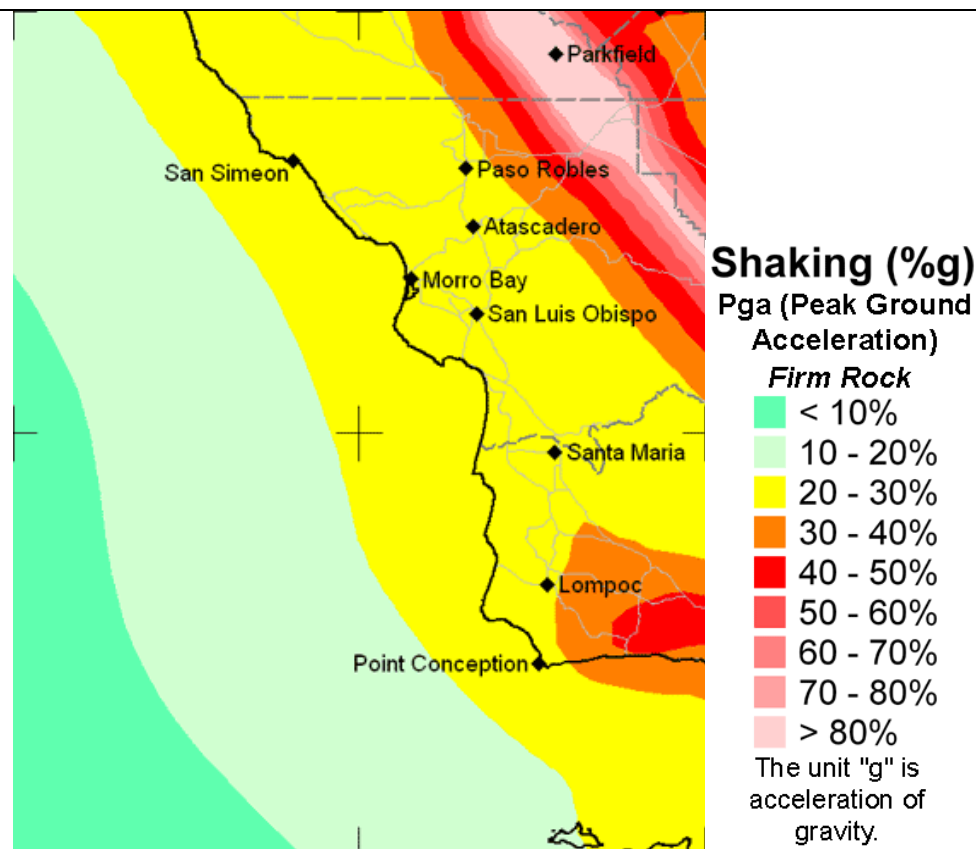 Parkfield
San Simeon
Paso Robles
Atascadero
Morro Bay
San Luis Obispo
Santa Maria
Lompoc
Point Conception
Shaking (%g)
Pga (Peak Ground
Acceleration)
Firm Rock
< 10%
10 - 20%
20 - 30%
30 - 40%
40 - 50%
50 - 60%
60 - 70%
70 - 80%
> 80%
The unit "g" is
acceleration of
gravity.